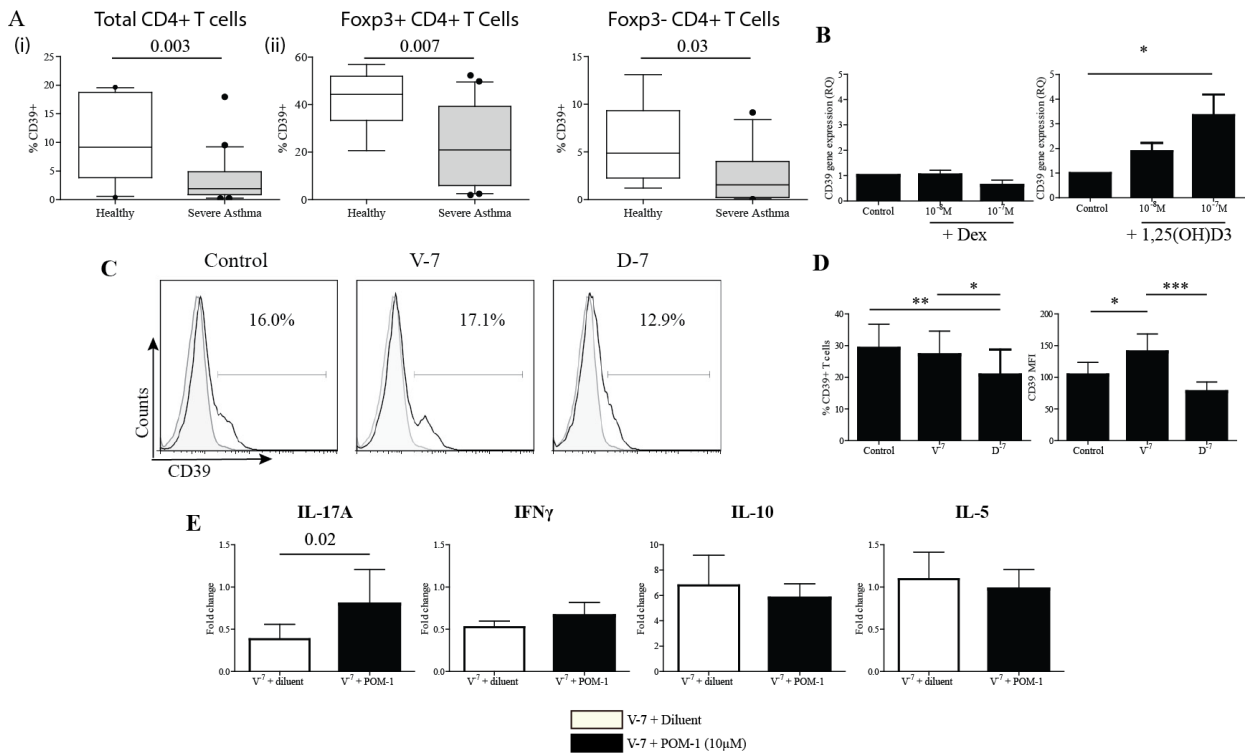 A
Total CD4+ T cells
Foxp3+ CD4+ T Cells
Foxp3- CD4+ T Cells
(i)
(ii)
0.003
0.007
0.03
% CD39+
25
20
15
10
5
0
Healthy
Severe Asthma
% CD39+
60
40
20
0
Healthy
Severe Asthma
% CD39+
15
10
5
0
Healthy
Severe Asthma
B
CD39 gene expression (RQ)
5
4
3
2
1
0
Control
10⁻⁸M
10⁻⁷M
+ Dex
*
CD39 gene expression (RQ)
5
4
3
2
1
0
Control
10⁻⁸M
10⁻⁷M
+ 1,25(OH)D3
C
Control
V-7
D-7
16.0%
17.1%
12.9%
Counts
CD39
D
**
*
% CD39+ T cells
40
30
20
10
0
Control
V⁻⁷
D⁻⁷
*
***
CD39 MFI
200
150
100
50
0
Control
V⁻⁷
D⁻⁷
E
IL-17A
IFNγ
IL-10
IL-5
0.02
Fold change
1.5
1.0
0.5
0.0
V⁻⁷ + diluent
V⁻⁷ + POM-1
Fold change
1.5
1.0
0.5
0.0
V⁻⁷ + diluent
V⁻⁷ + POM-1
Fold change
10
8
6
4
2
0
V⁻⁷ + diluent
V⁻⁷ + POM-1
Fold change
1.5
1.0
0.5
0.0
V⁻⁷ + diluent
V⁻⁷ + POM-1
V-7 + Diluent
V-7 + POM-1 (10µM)